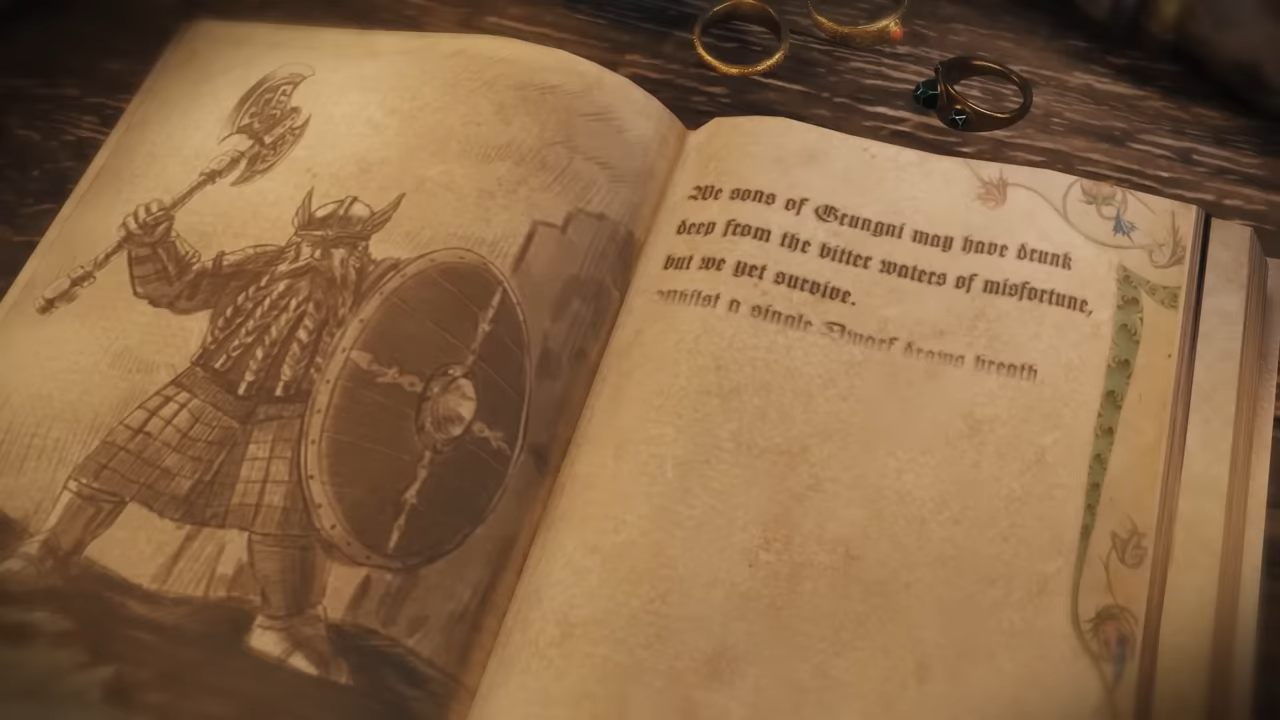 We sons of Grungni may have drunk
deep from the bitter waters of misfortune,
but we yet survive.
Whilst a single Dwarf draws breath